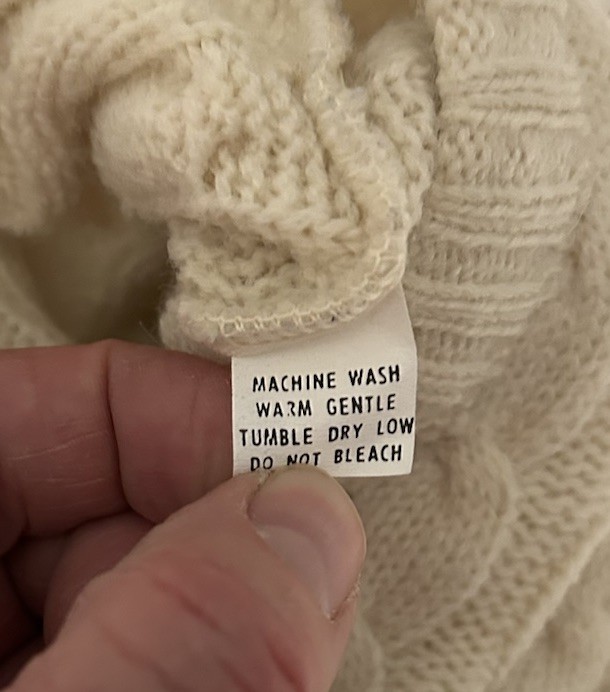 MACHINE WASH
WARM GENTLE
TUMBLE DRY LOW
DO NOT BLEACH